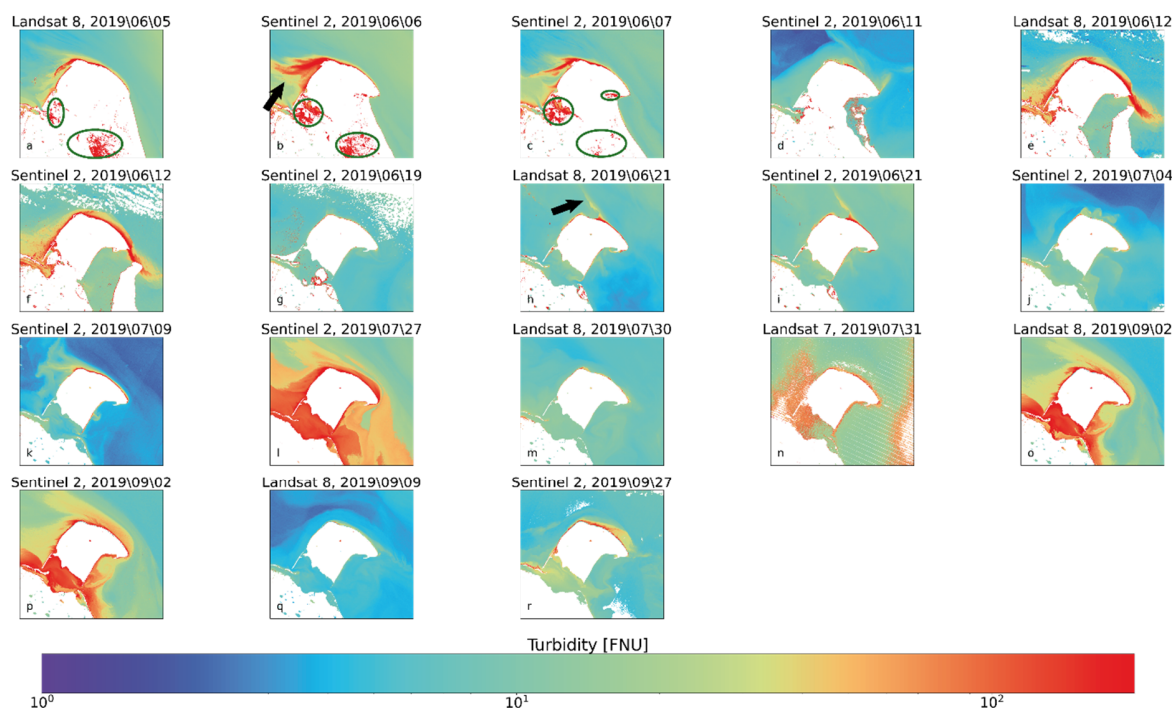 Landsat 8, 2019\06\05
Sentinel 2, 2019\06\06
Sentinel 2, 2019\06\07
Sentinel 2, 2019\06\11
Landsat 8, 2019\06\12
a
b
c
d
e
Sentinel 2, 2019\06\12
Sentinel 2, 2019\06\19
Landsat 8, 2019\06\21
Sentinel 2, 2019\06\21
Sentinel 2, 2019\07\04
f
g
h
i
j
Sentinel 2, 2019\07\09
Sentinel 2, 2019\07\27
Landsat 8, 2019\07\30
Landsat 7, 2019\07\31
Landsat 8, 2019\09\02
k
l
m
n
o
Sentinel 2, 2019\09\02
Landsat 8, 2019\09\09
Sentinel 2, 2019\09\27
p
q
r
Turbidity [FNU]
10⁰
10¹
10²